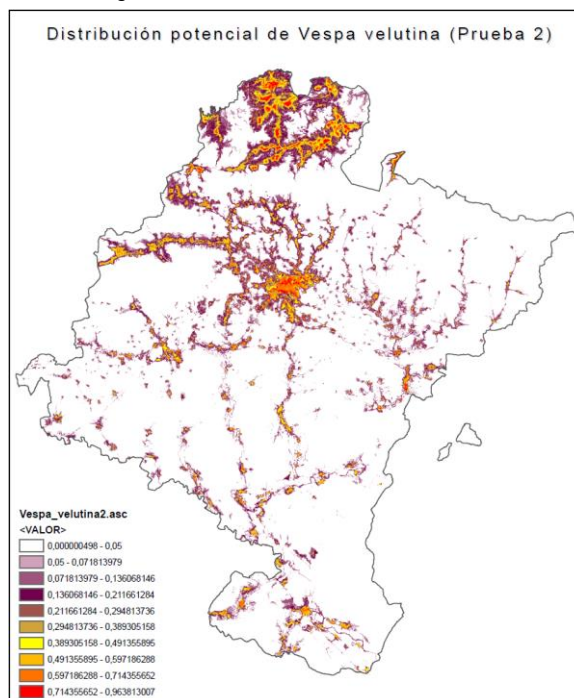 Distribución potencial de Vespa velutina (Prueba 2)
Vespa_velutina2.asc
<VALOR>
0,000000498 - 0,05
0,05 - 0,071813979
0,071813979 - 0,136068146
0,136068146 - 0,211661284
0,211661284 - 0,294813736
0,294813736 - 0,389305158
0,389305158 - 0,491355895
0,491355895 - 0,597186288
0,597186288 - 0,714355652
0,714355652 - 0,963813007